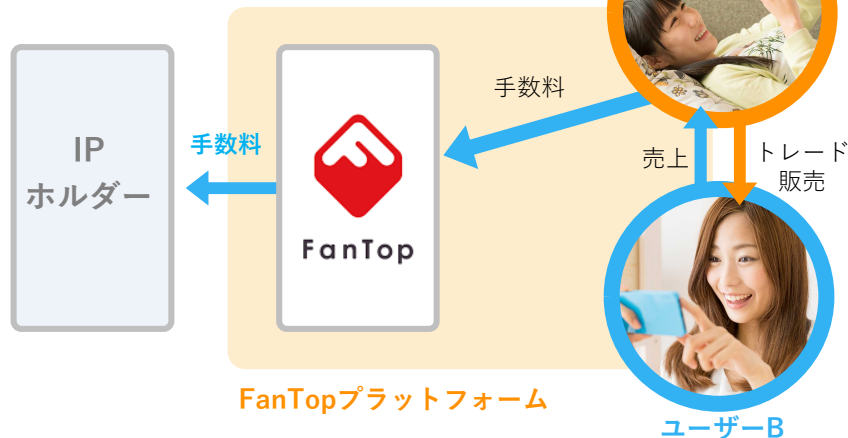 手数料
IP
ホルダー
手数料
FanTop
売上
トレード
販売
FanTopプラットフォーム
ユーザーB